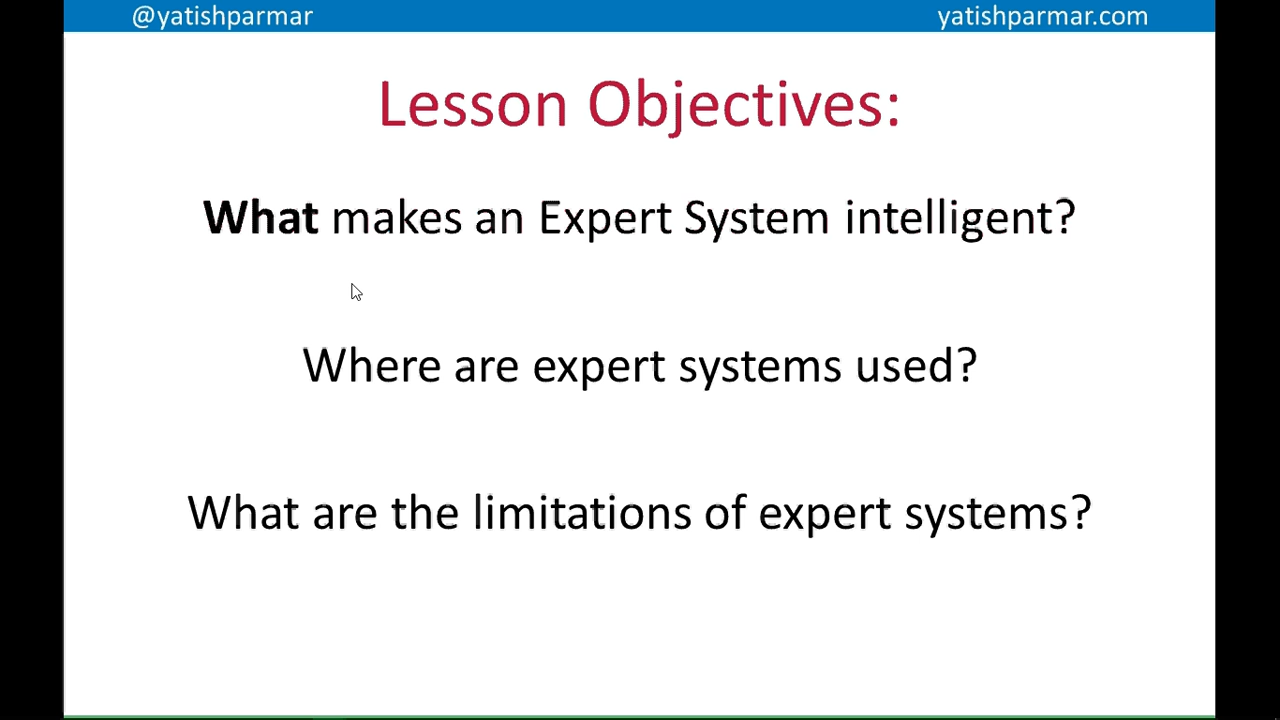 @yatishparmar
yatishparmar.com
Lesson Objectives:
What makes an Expert System intelligent?
Where are expert systems used?
What are the limitations of expert systems?